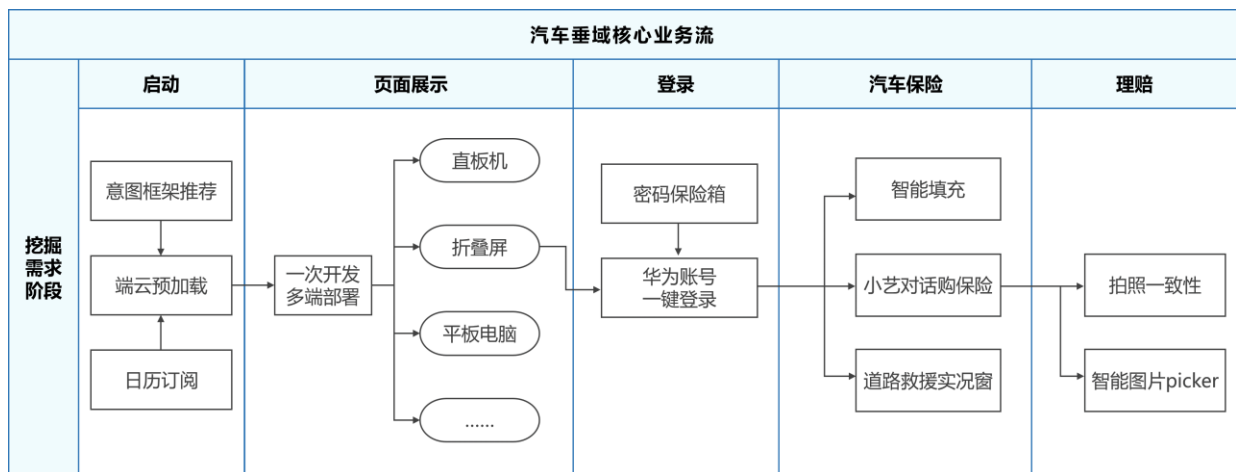 汽车垂域核心业务流
启动
页面展示
登录
汽车保险
理赔
挖掘
需求
阶段
意图框架推荐
端云预加载
日历订阅
一次开发
多端部署
直板机
折叠屏
平板电脑
......
密码保险箱
华为账号
一键登录
智能填充
小艺对话购保险
道路救援实况窗
拍照一致性
智能图片picker